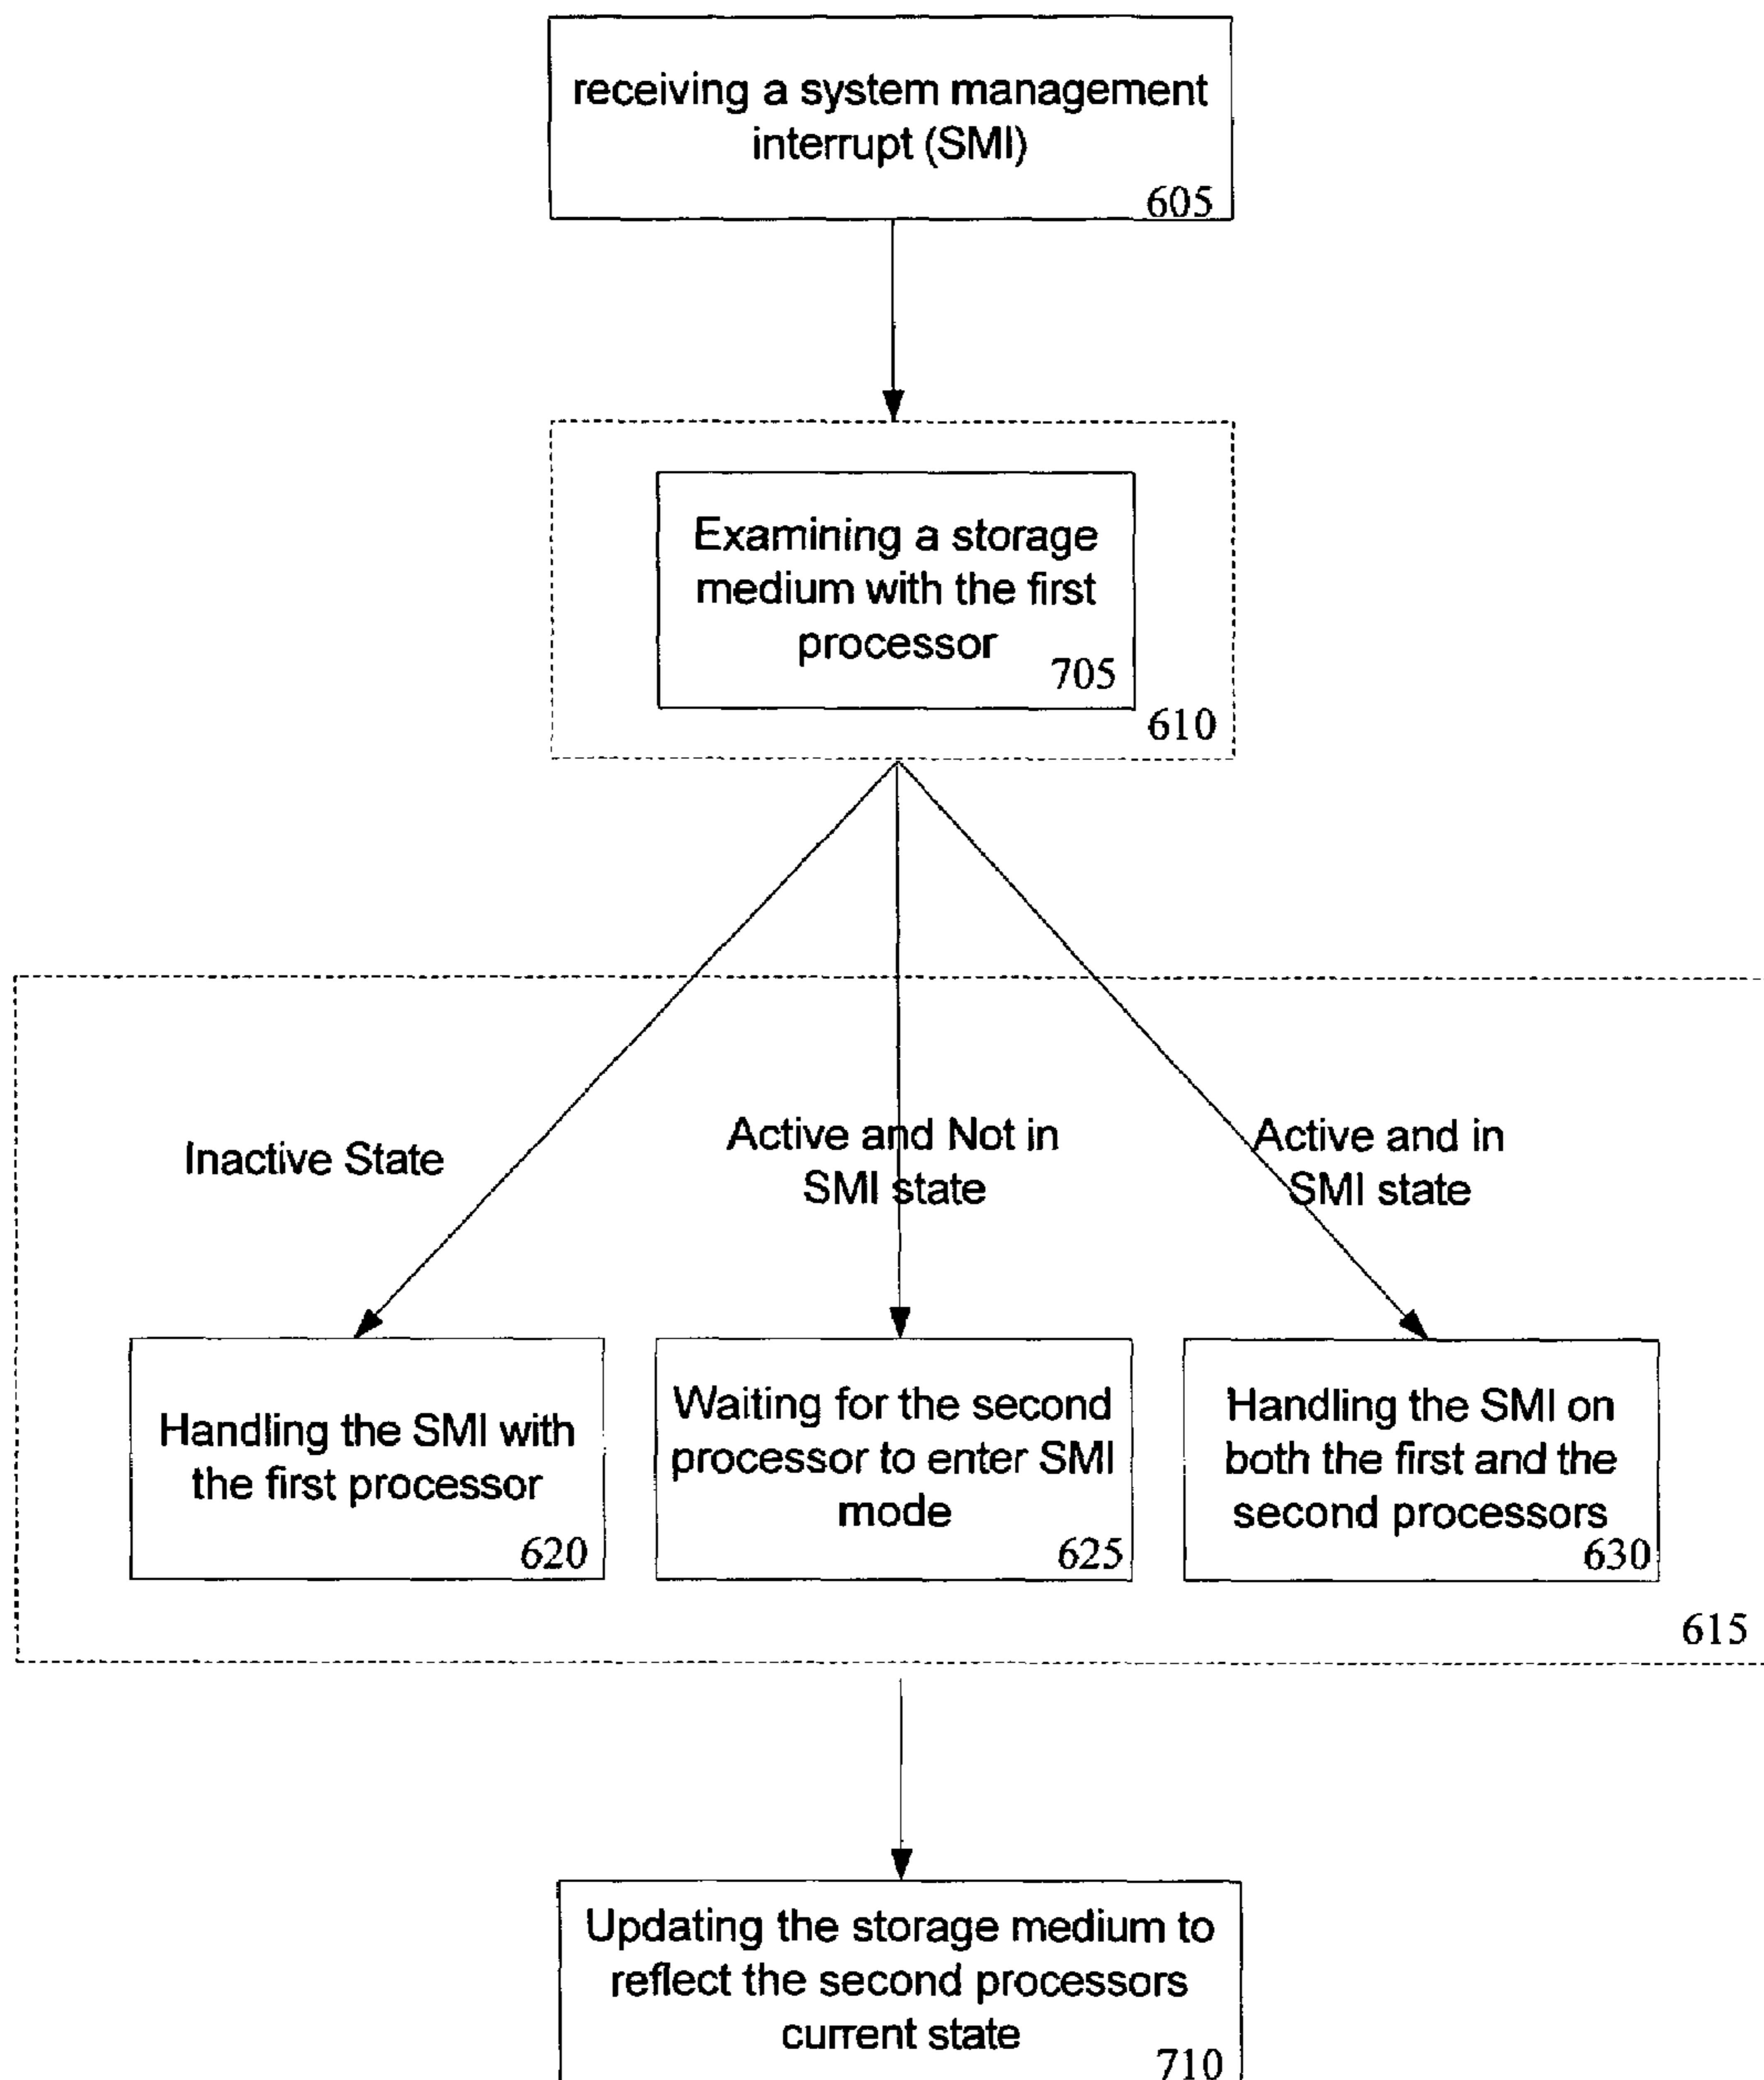 receiving a system management
interrupt (SMI)
605
Examining a storage
medium with the first
processor
705
610
Inactive State
Active and Not in
SMI state
Active and in
SMI state
Handling the SMI with
the first processor
620
Waiting for the second
processor to enter SMI
mode
625
Handling the SMI on
both the first and the
second processors
630
615
Updating the storage medium to
reflect the second processors
current state
710